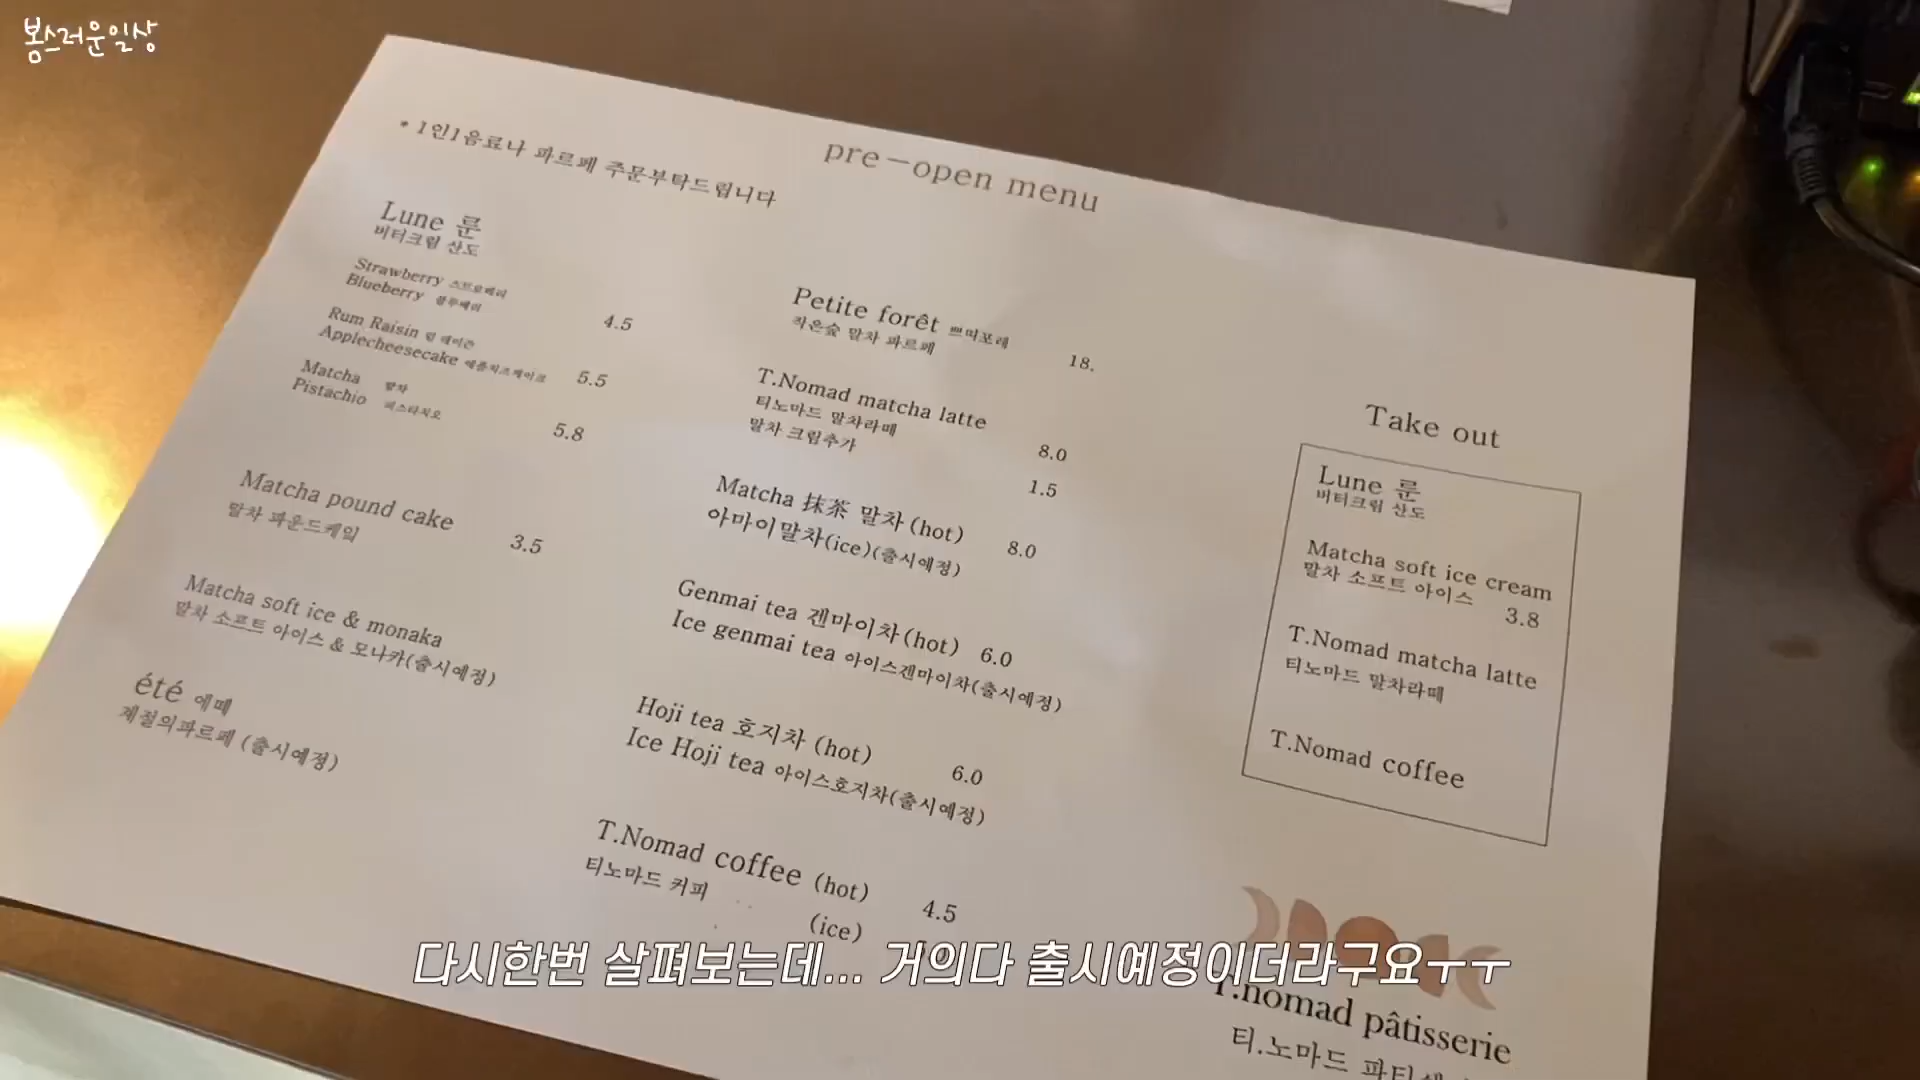 봄스러운일상
pre-open menu
* 1인1음료나 파르페 주문부탁드립니다
Lune 룬
버터크림 산도
Strawberry 스트로베리
Blueberry 블루베리
4.5
Rum Raisin 럼 레이즌
Applecheesecake 애플치즈케이크 5.5
Matcha 말차
Pistachio 피스타치오
5.8
Matcha pound cake
말차 파운드케잌
3.5
Matcha soft ice & monaka
말차 소프트 아이스 & 모나카(출시예정)
été 에떼
계절의파르페 (출시예정)
Petite forêt 쁘띠포레
작은숲 말차 파르페
18.
T.Nomad matcha latte
티노마드 말차라떼
8.0
말차 크림추가
1.5
Matcha 抹茶 말차 (hot) 8.0
아마이말차(ice)(출시예정)
Genmai tea 겐마이차(hot) 6.0
Ice genmai tea 아이스겐마이차(출시예정)
Hoji tea 호지차 (hot) 6.0
Ice Hoji tea 아이스호지차(출시예정)
T.Nomad coffee (hot) 4.5
티노마드 커피
(ice)
Take out
Lune 룬
버터크림 산도
Matcha soft ice cream
말차 소프트 아이스 3.8
T.Nomad matcha latte
티노마드 말차라떼
T.Nomad coffee
T.nomad pâtisserie
티.노마드
다시한번 살펴보는데... 거의다 출시예정이더라구요ㅜㅜ